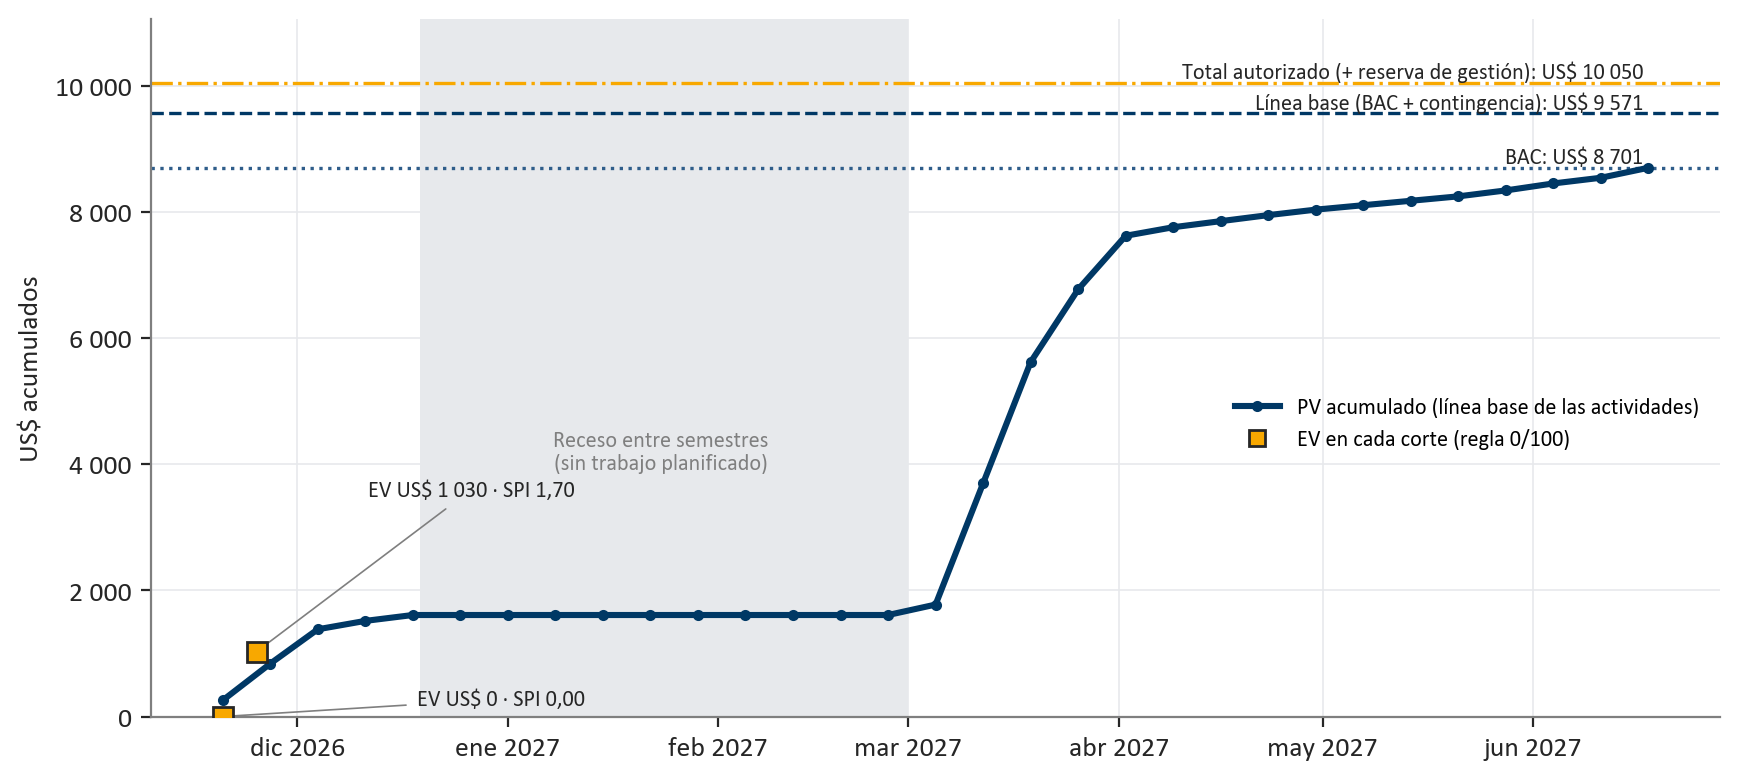 Total autorizado (+ reserva de gestión): US$ 10 050
10 000
Línea base (BAC + contingencia): US$ 9 571
BAC: US$ 8 701
8 000
6 000
US$ acumulados
PV acumulado (línea base de las actividades)
EV en cada corte (regla 0/100)
Receso entre semestres
(sin trabajo planificado)
4 000
EV US$ 1 030 · SPI 1,70
2 000
EV US$ 0 · SPI 0,00
0
dic 2026
ene 2027
feb 2027
mar 2027
abr 2027
may 2027
jun 2027